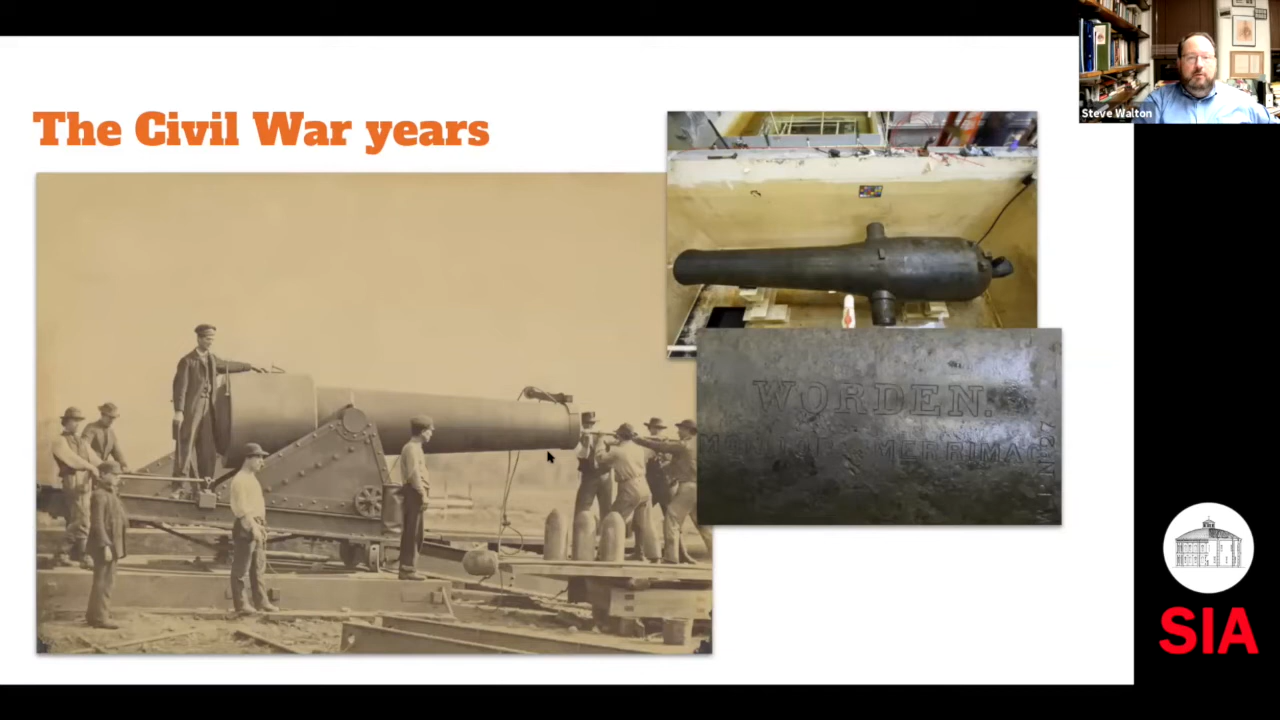 The Civil War years
Steve Walton
WORDEN.
MONITOR & MERRIMAC
SIA